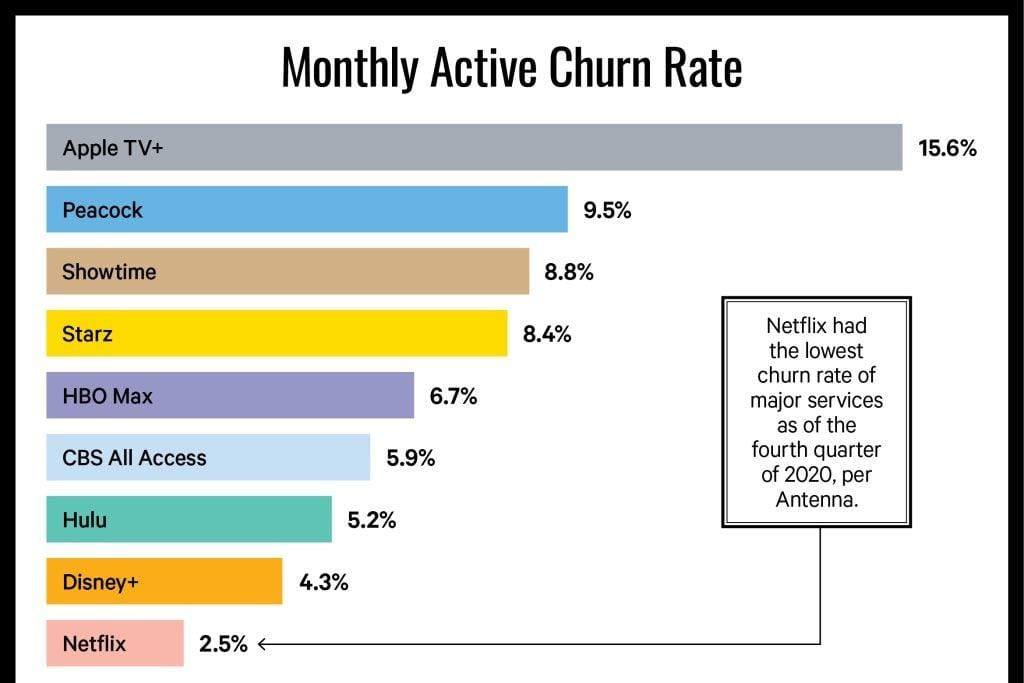 Monthly Active Churn Rate
Apple TV+ 15.6%
Peacock 9.5%
Showtime 8.8%
Starz 8.4%
HBO Max 6.7%
CBS All Access 5.9%
Hulu 5.2%
Disney+ 4.3%
Netflix 2.5%
Netflix had
the lowest
churn rate of
major services
as of the
fourth quarter
of 2020, per
Antenna.